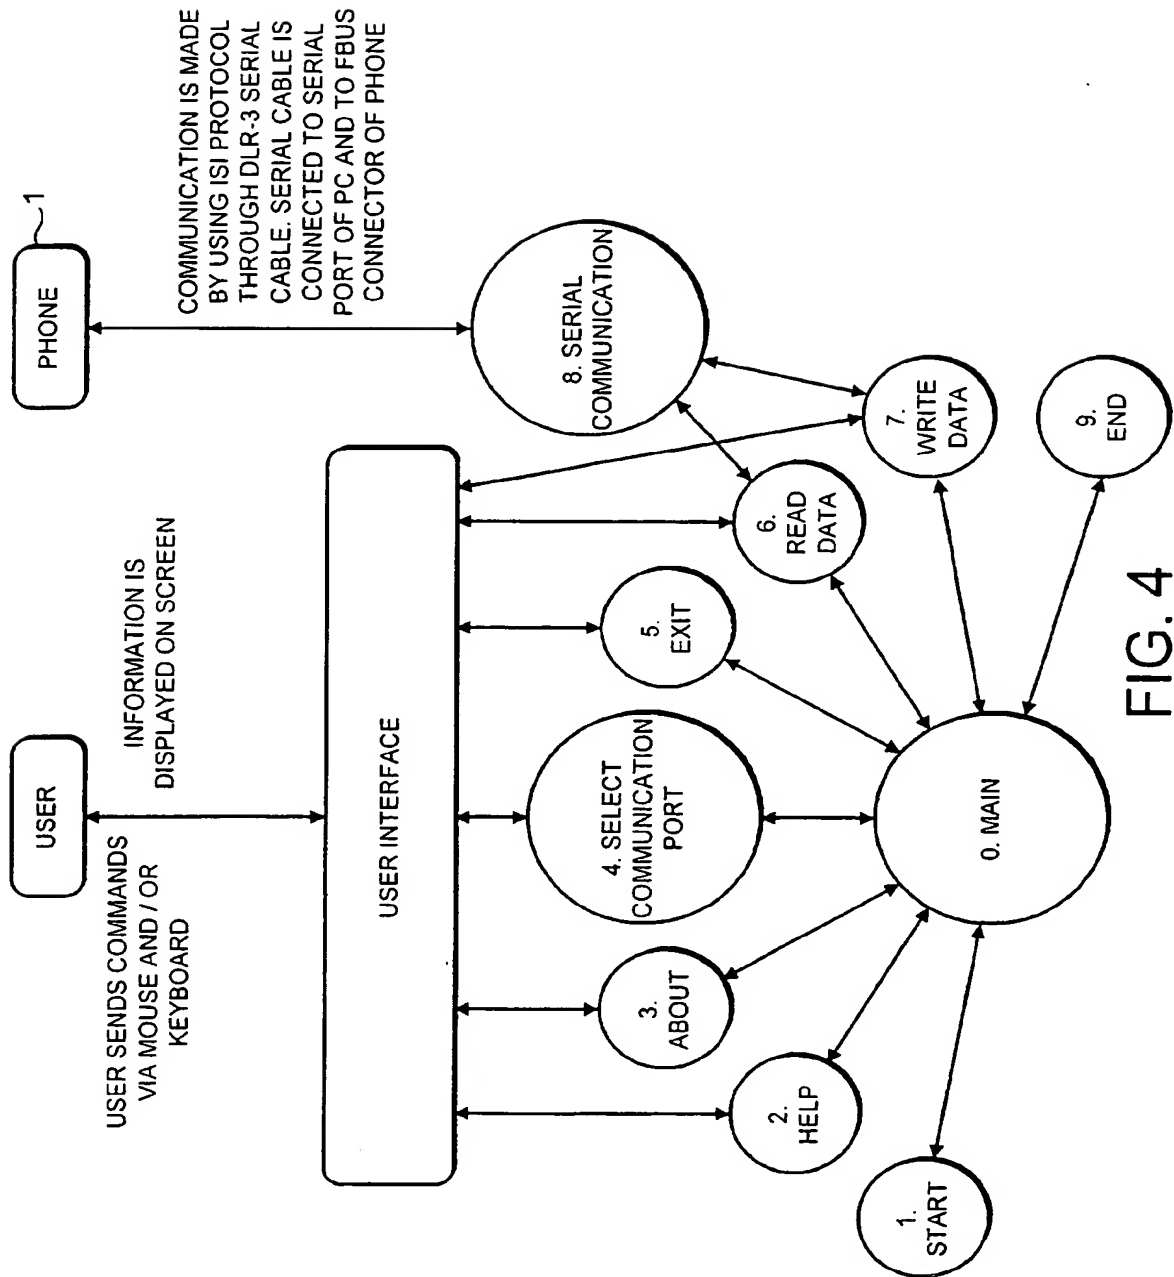 USER
PHONE
1
USER SENDS COMMANDS
VIA MOUSE AND / OR
KEYBOARD
INFORMATION IS
DISPLAYED ON SCREEN
COMMUNICATION IS MADE
BY USING ISI PROTOCOL
THROUGH DLR-3 SERIAL
CABLE. SERIAL CABLE IS
CONNECTED TO SERIAL
PORT OF PC AND TO FBUS
CONNECTOR OF PHONE
USER INTERFACE
1.
START
2.
HELP
3.
ABOUT
4. SELECT
COMMUNICATION
PORT
5.
EXIT
6.
READ
DATA
7.
WRITE
DATA
8. SERIAL
COMMUNICATION
9.
END
0. MAIN
FIG. 4